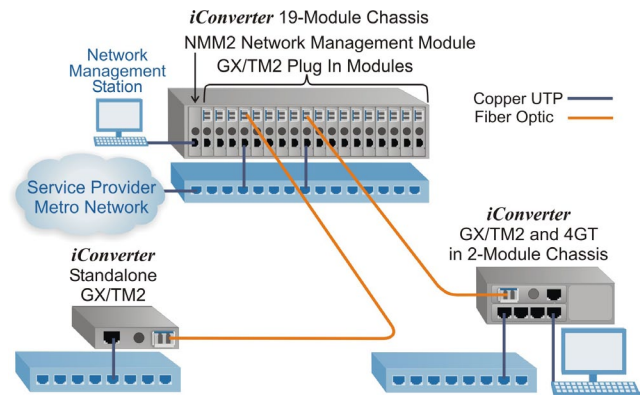 iConverter 19-Module Chassis
NMM2 Network Management Module
GX/TM2 Plug In Modules
Network
Management
Station
Copper UTP
Fiber Optic
Service Provider
Metro Network
iConverter
GX/TM2 and 4GT
in 2-Module Chassis
iConverter
Standalone
GX/TM2